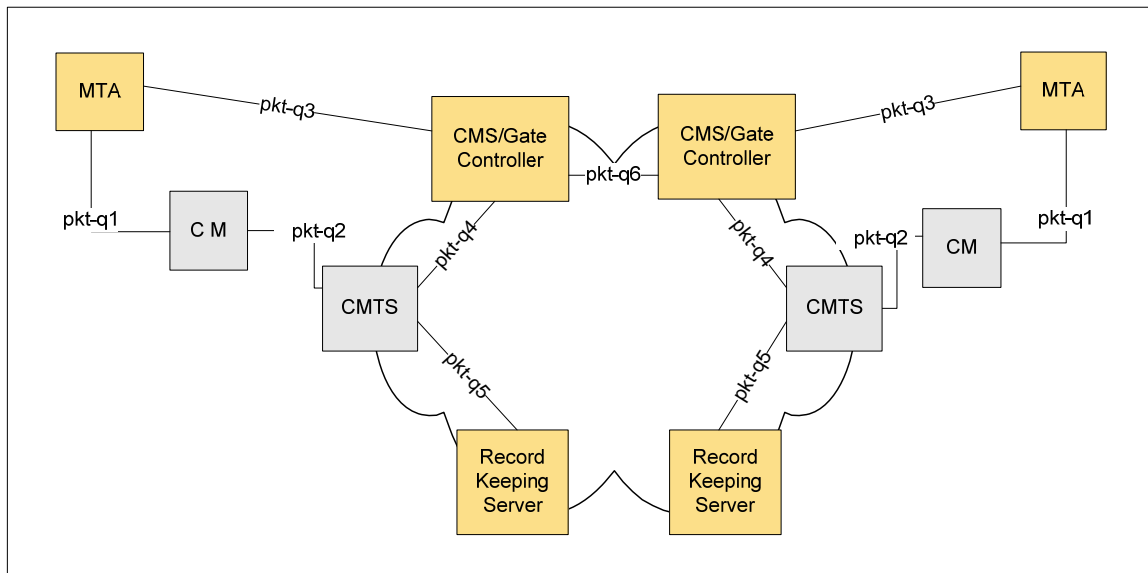 MTA
pkt-q3
CMS/Gate
Controller
pkt-q6
CMS/Gate
Controller
pkt-q3
MTA
pkt-q1
C M
pkt-q2
pkt-q4
CMTS
pkt-q5
Record
Keeping
Server
pkt-q4
CMTS
pkt-q2
CM
pkt-q1
pkt-q5
Record
Keeping
Server